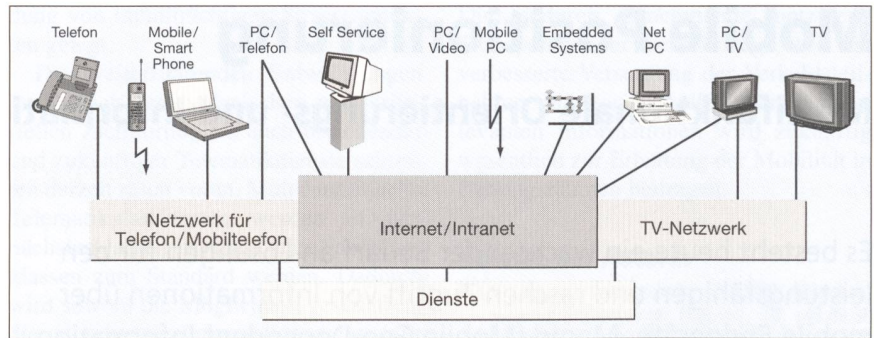 Telefon
Mobile/
Smart
Phone
PC/
Telefon
Self Service
PC/
Video
Mobile
PC
Embedded
Systems
Net
PC
PC/
TV
TV
Netzwerk für
Telefon/Mobiltelefon
Internet/Intranet
TV-Netzwerk
Dienste